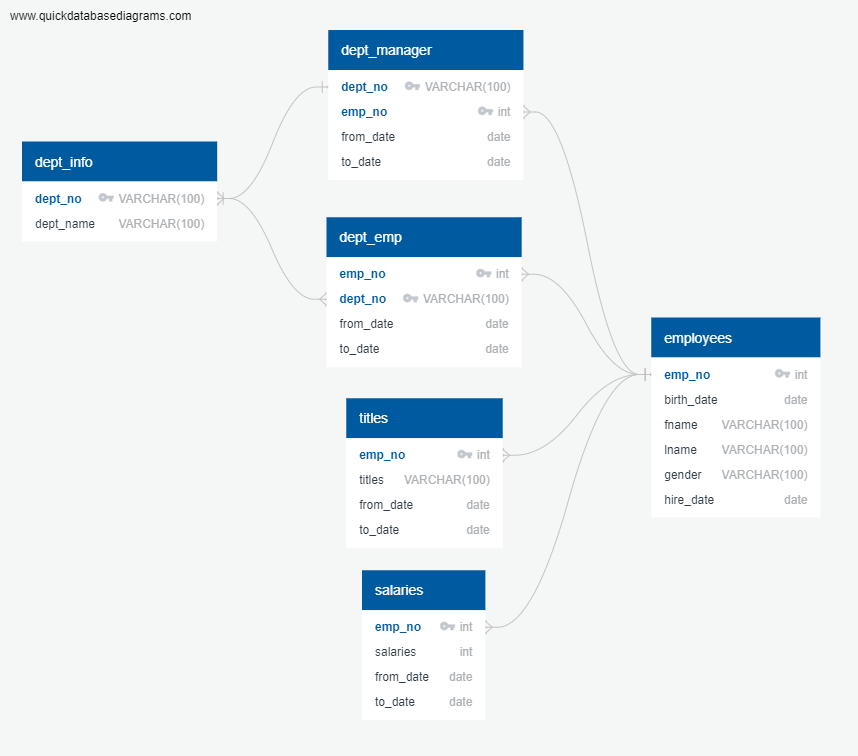 www.quickdatabasediagrams.com
dept_manager
dept_no VARCHAR(100)
emp_no int
from_date date
to_date date
dept_info
dept_no VARCHAR(100)
dept_name VARCHAR(100)
dept_emp
emp_no int
dept_no VARCHAR(100)
from_date date
to_date date
employees
emp_no int
birth_date date
fname VARCHAR(100)
lname VARCHAR(100)
gender VARCHAR(100)
hire_date date
titles
emp_no int
titles VARCHAR(100)
from_date date
to_date date
salaries
emp_no int
salaries int
from_date date
to_date date